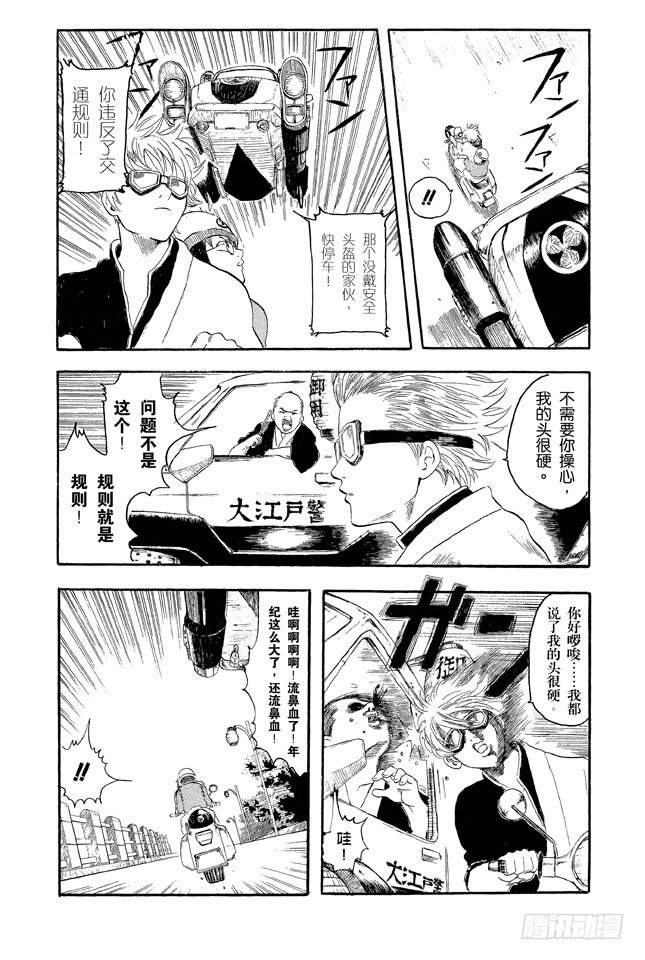 ファン
ファン
!!
ファン
ファン
你违反了交
通规则！
那个没戴安全
头盔的家伙，
快停车！
不需要你操心，
我的头很硬。
问题不是
这个！
规则就是
规则！
大江戸警
御
你好啰唆……我都
说了我的头很硬。
ガー
御
哇！
大江戸警
哇啊啊啊啊！流鼻血了！年
纪这么大了，还流鼻血！
!!
腾讯动漫